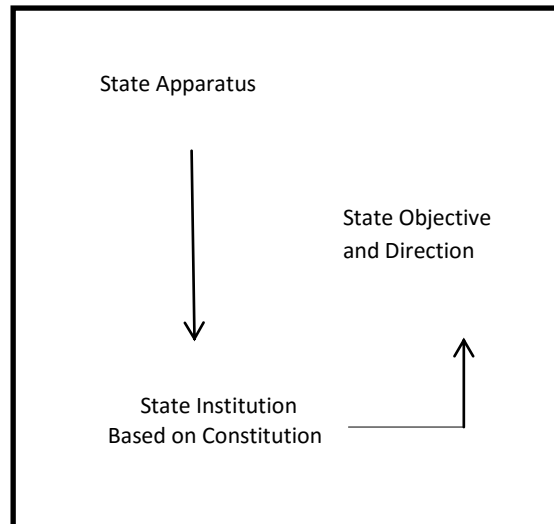 State Apparatus
State Objective
and Direction
State Institution
Based on Constitution